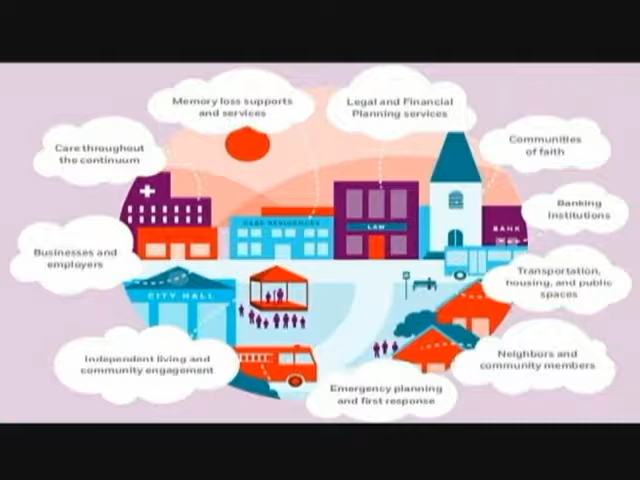 Memory loss supports
and services
Legal and Financial
Planning services
Care throughout
the continuum
Communities
of faith
Banking
Institutions
CARE RESIDENCES
LAW
BANK
Businesses and
employers
Transportation,
housing, and public
spaces
CITY HALL
Independent living and
community engagement
Neighbors and
community members
Emergency planning
and first response